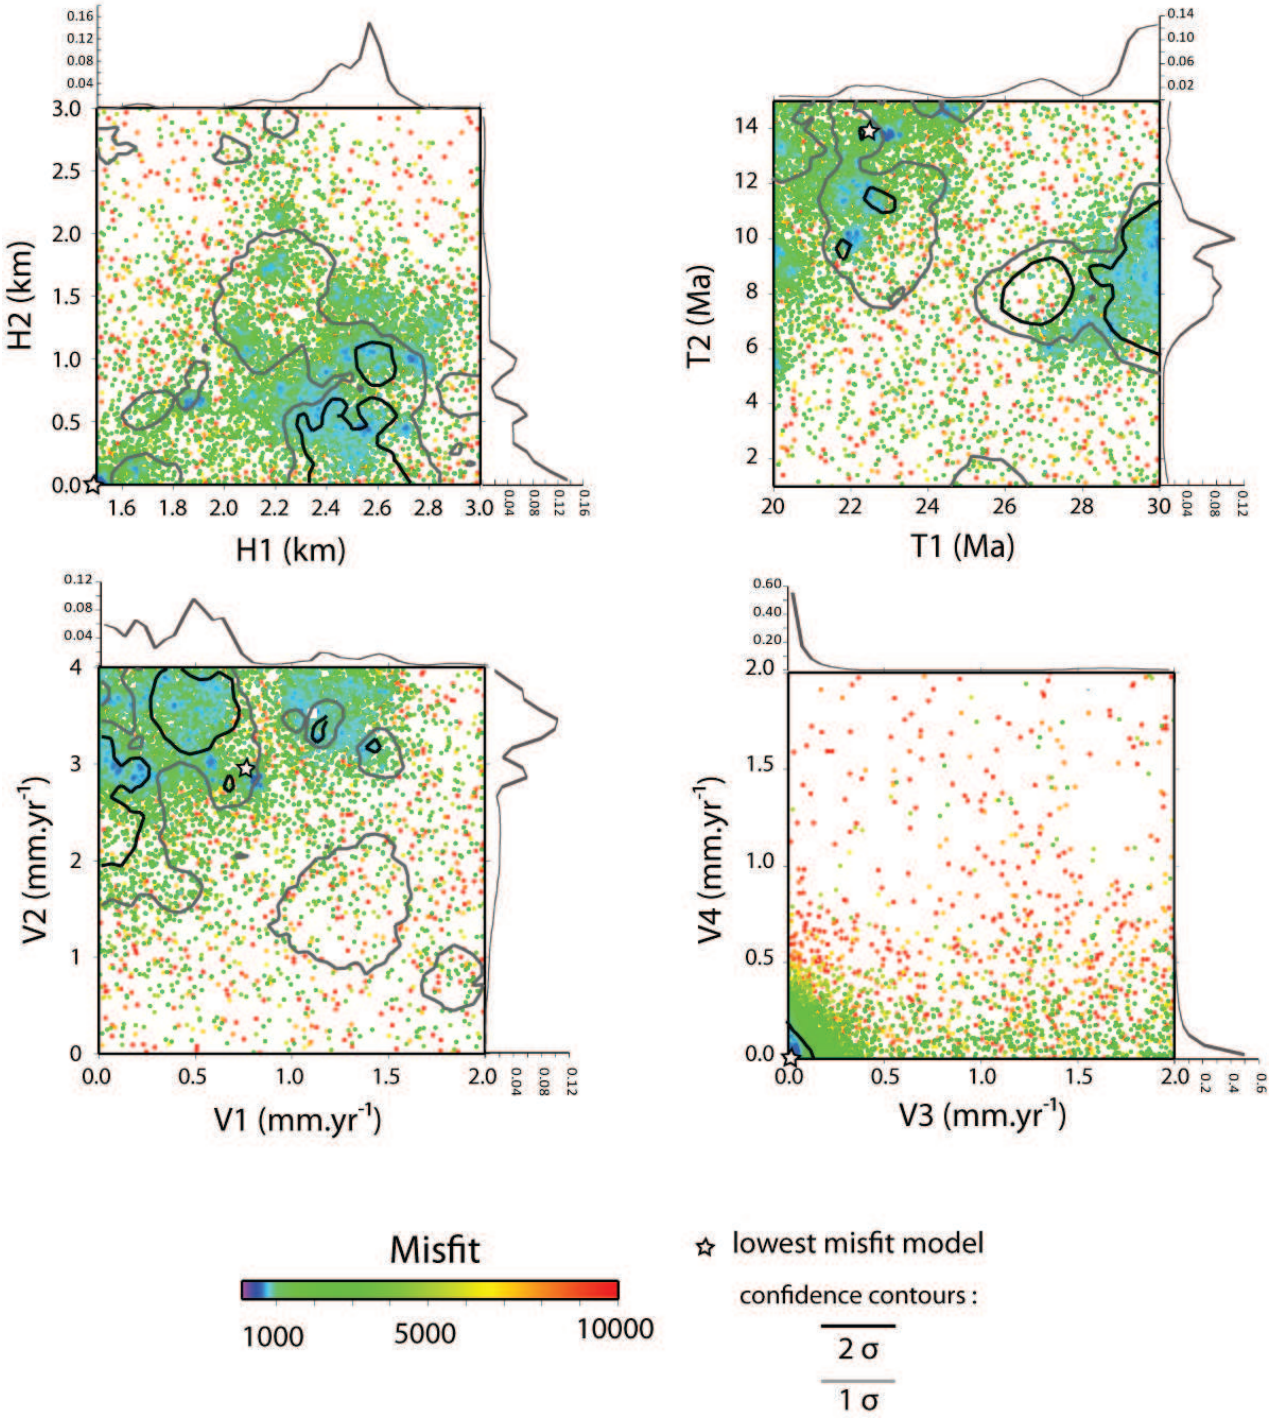 0.16
0.12
0.08
0.04
3.0
2.5
2.0
1.5
1.0
0.5
0.0
H2 (km)
1.6 1.8 2.0 2.2 2.4 2.6 2.8 3.0
0.04 0.08 0.12 0.16
H1 (km)
0.14
0.10
0.06
0.02
14
12
10
8
6
4
2
T2 (Ma)
20 22 24 26 28 30
0.04 0.08 0.12
T1 (Ma)
0.12
0.08
0.04
4
3
2
1
0
V2 (mm.yr⁻¹)
0.0 0.5 1.0 1.5 2.0
0.04 0.08 0.12
V1 (mm.yr⁻¹)
0.60
0.40
0.20
2.0
1.5
1.0
0.5
0.0
V4 (mm.yr⁻¹)
0.0 0.5 1.0 1.5 2.0
0.2 0.4 0.6
V3 (mm.yr⁻¹)
Misfit
1000 5000 10000
lowest misfit model
confidence contours :
2 σ
1 σ